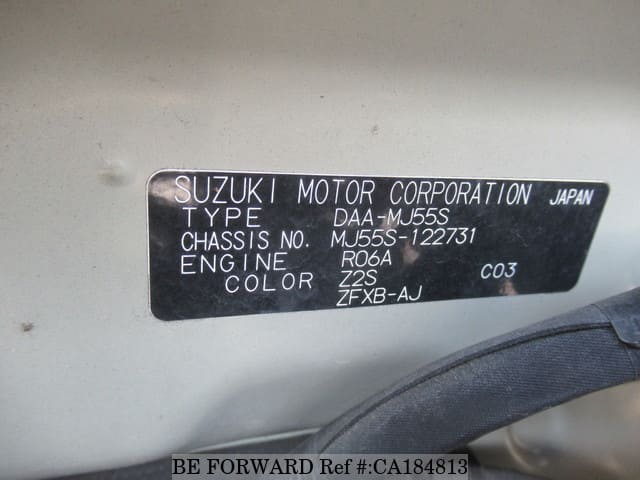 SUZUKI MOTOR CORPORATION JAPAN
TYPE DAA-MJ55S
CHASSIS NO. MJ55S-122731
ENGINE R06A
COLOR Z2S C03
ZFXB-AJ
BE FORWARD Ref #:CA184813